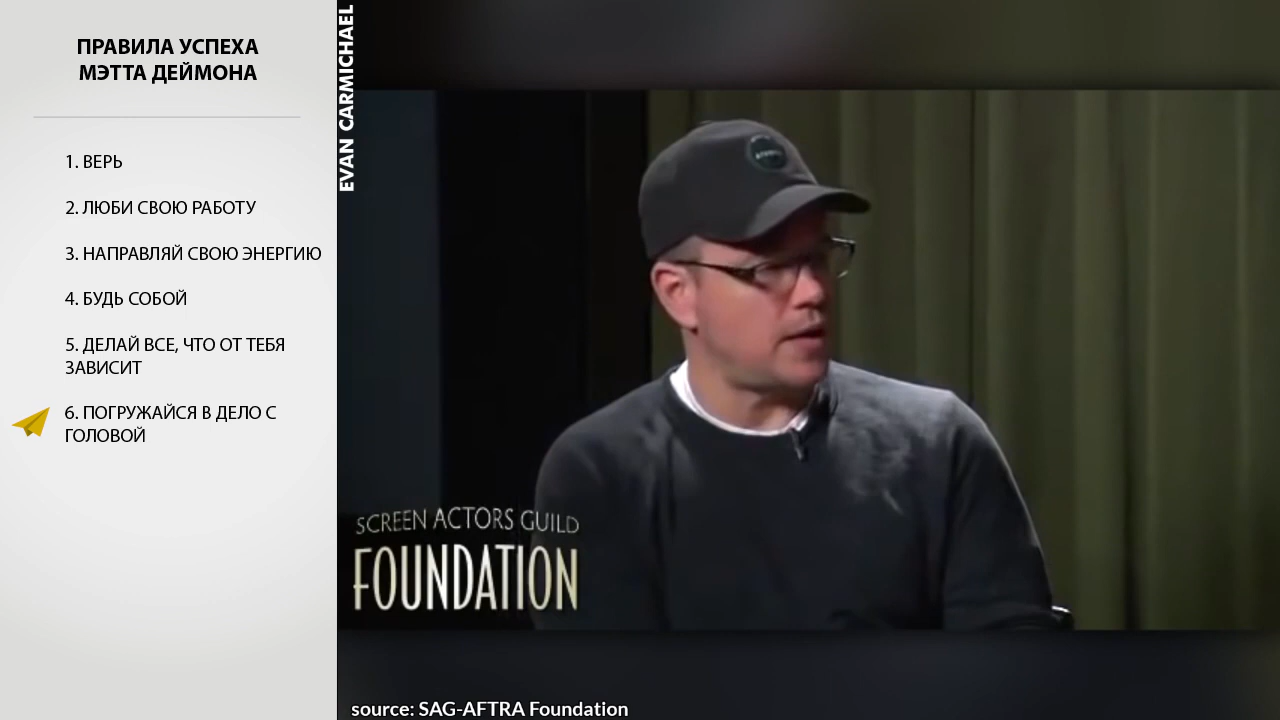 ПРАВИЛА УСПЕХА
МЭТТА ДЕЙМОНА
1. ВЕРЬ
2. ЛЮБИ СВОЮ РАБОТУ
3. НАПРАВЛЯЙ СВОЮ ЭНЕРГИЮ
4. БУДЬ СОБОЙ
5. ДЕЛАЙ ВСЕ, ЧТО ОТ ТЕБЯ
ЗАВИСИТ
6. ПОГРУЖАЙСЯ В ДЕЛО С
ГОЛОВОЙ
EVAN CARMICHAEL
SCREEN ACTORS GUILD
FOUNDATION
source: SAG-AFTRA Foundation